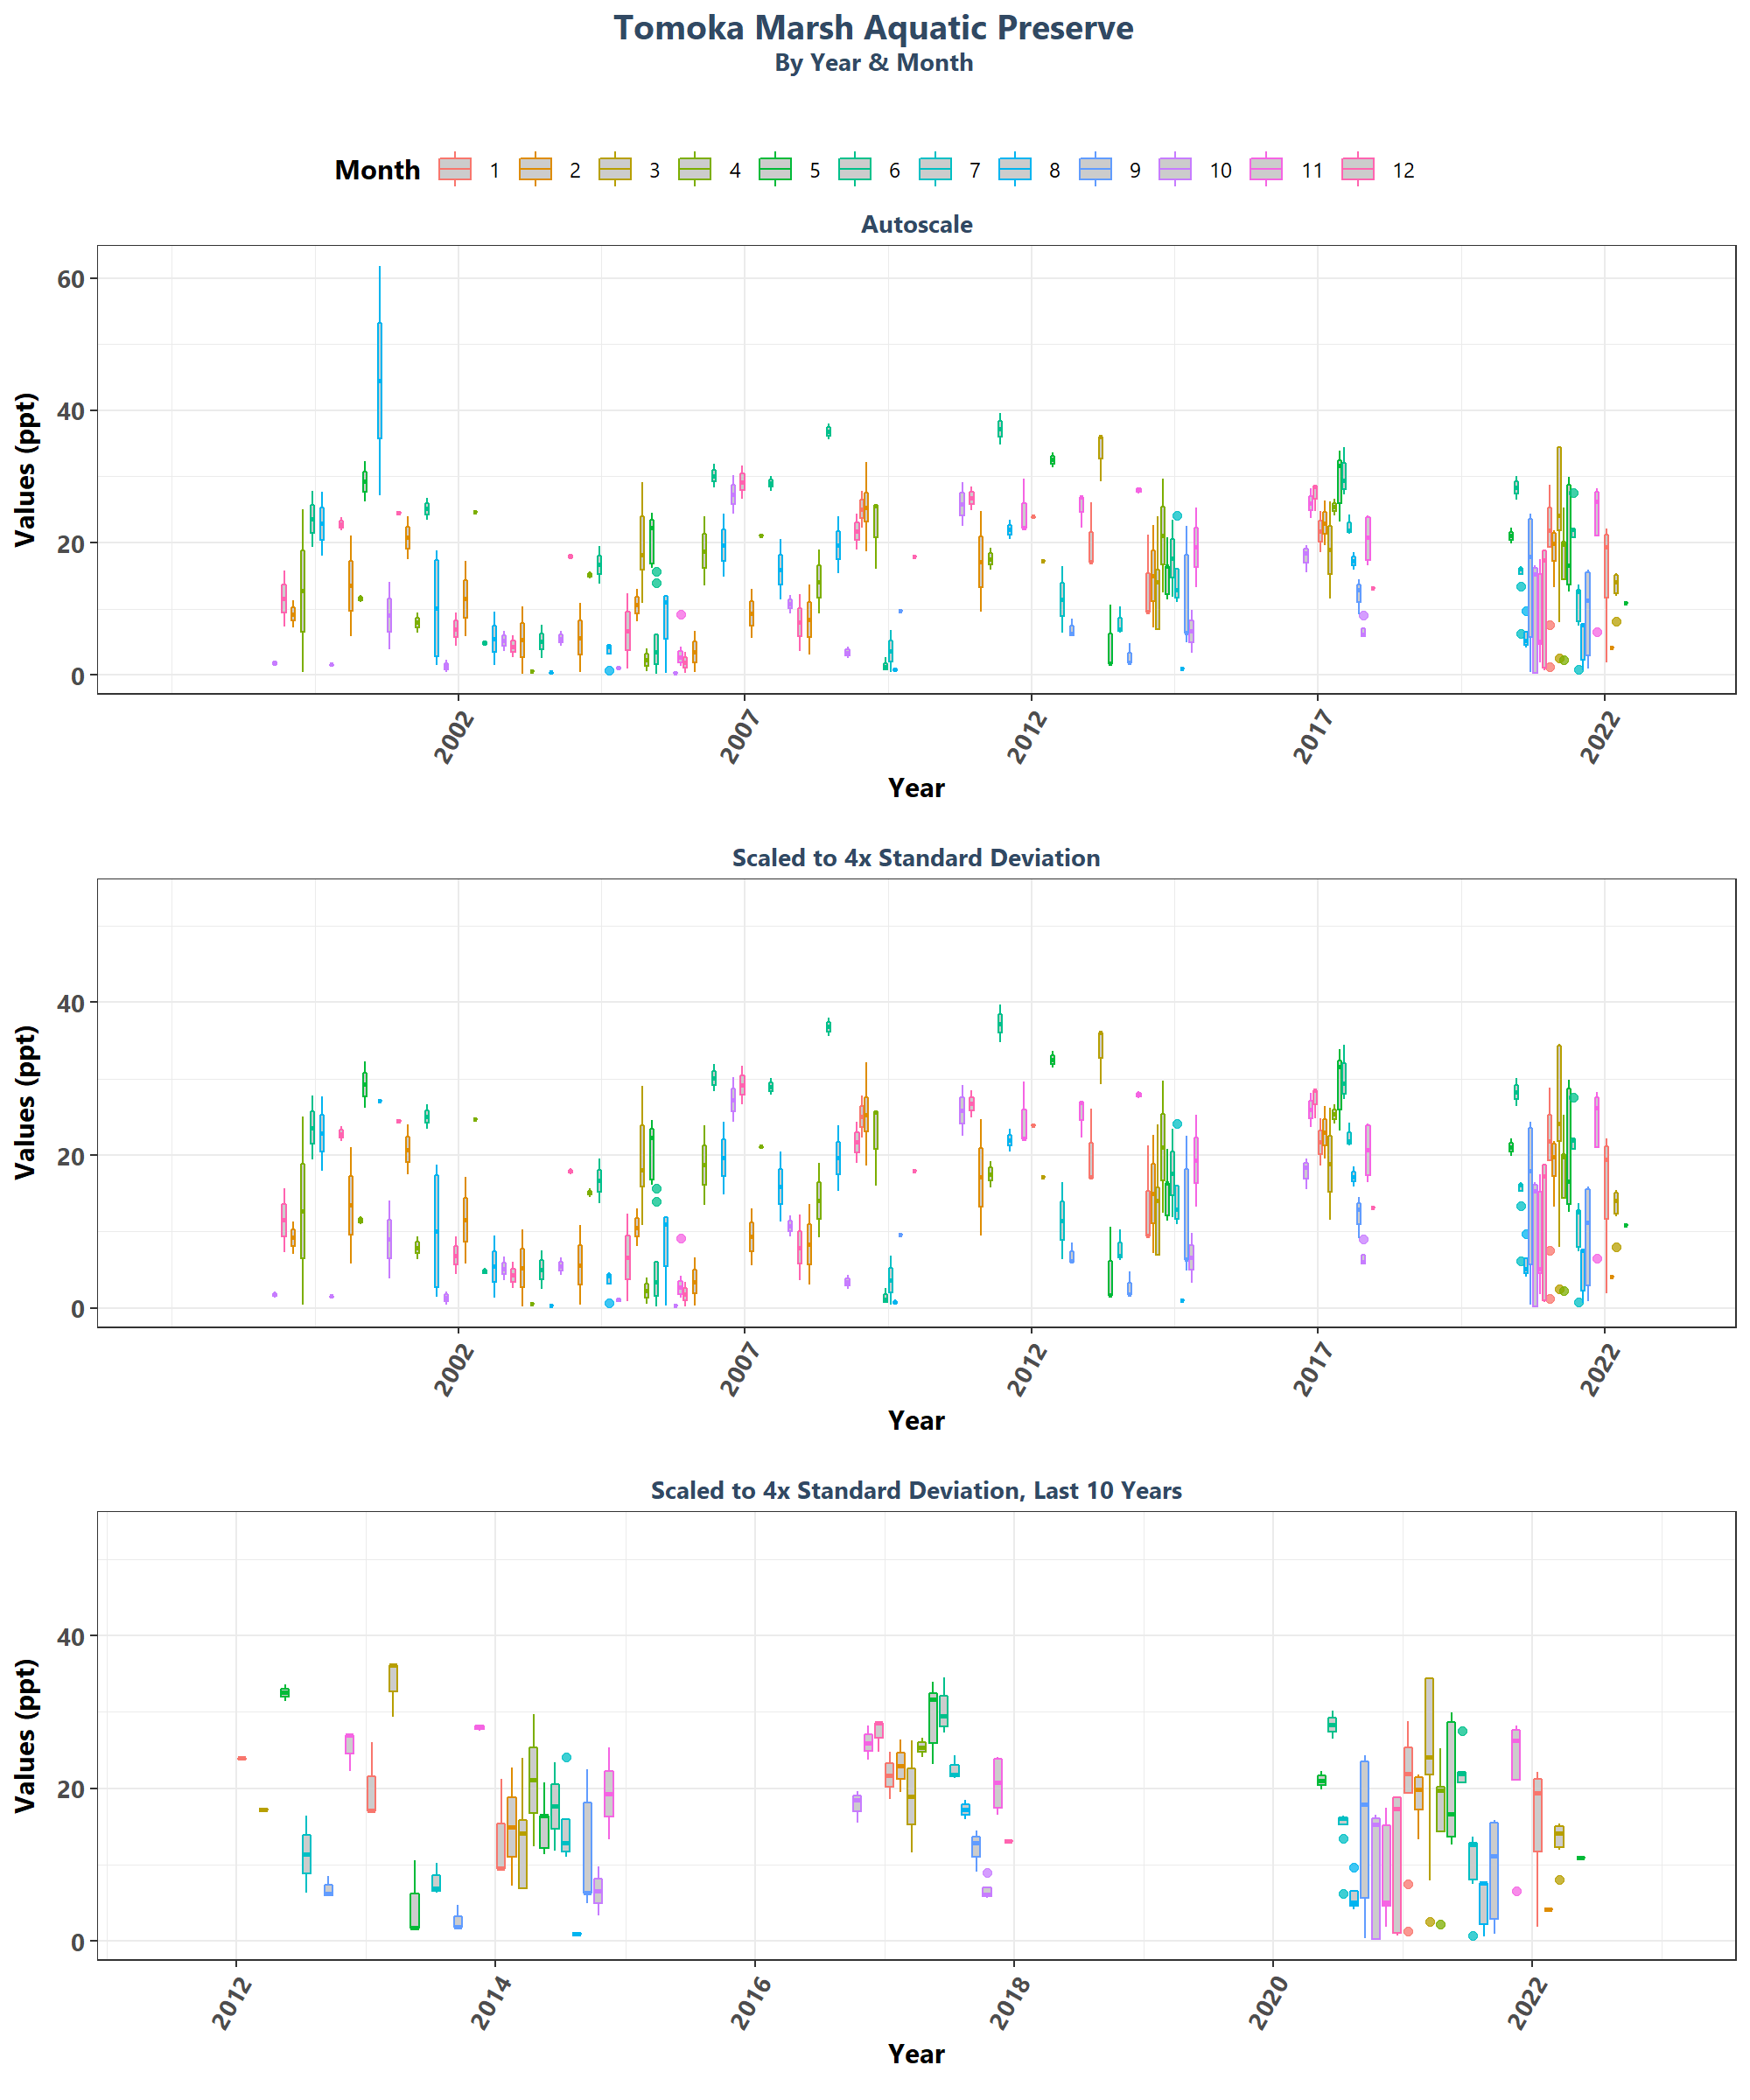 Tomoka Marsh Aquatic Preserve
By Year & Month
Month 1 2 3 4 5 6 7 8 9 10 11 12
Autoscale
Values (ppt)
60
40
20
0
2002 2007 2012 2017 2022
Year
Scaled to 4x Standard Deviation
Values (ppt)
40
20
0
2002 2007 2012 2017 2022
Year
Scaled to 4x Standard Deviation, Last 10 Years
Values (ppt)
40
20
0
2012 2014 2016 2018 2020 2022
Year